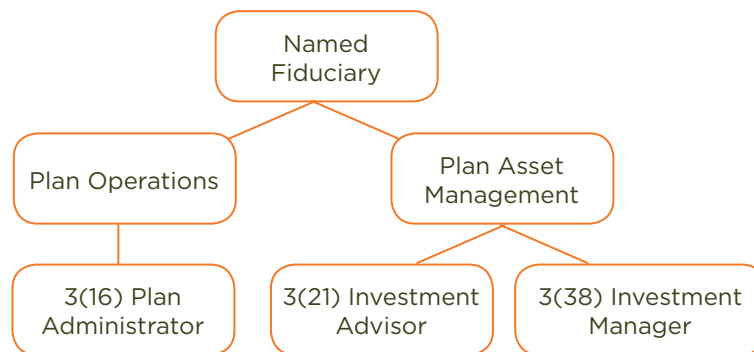 Named
Fiduciary
Plan Operations
Plan Asset
Management
3(16) Plan
Administrator
3(21) Investment
Advisor
3(38) Investment
Manager